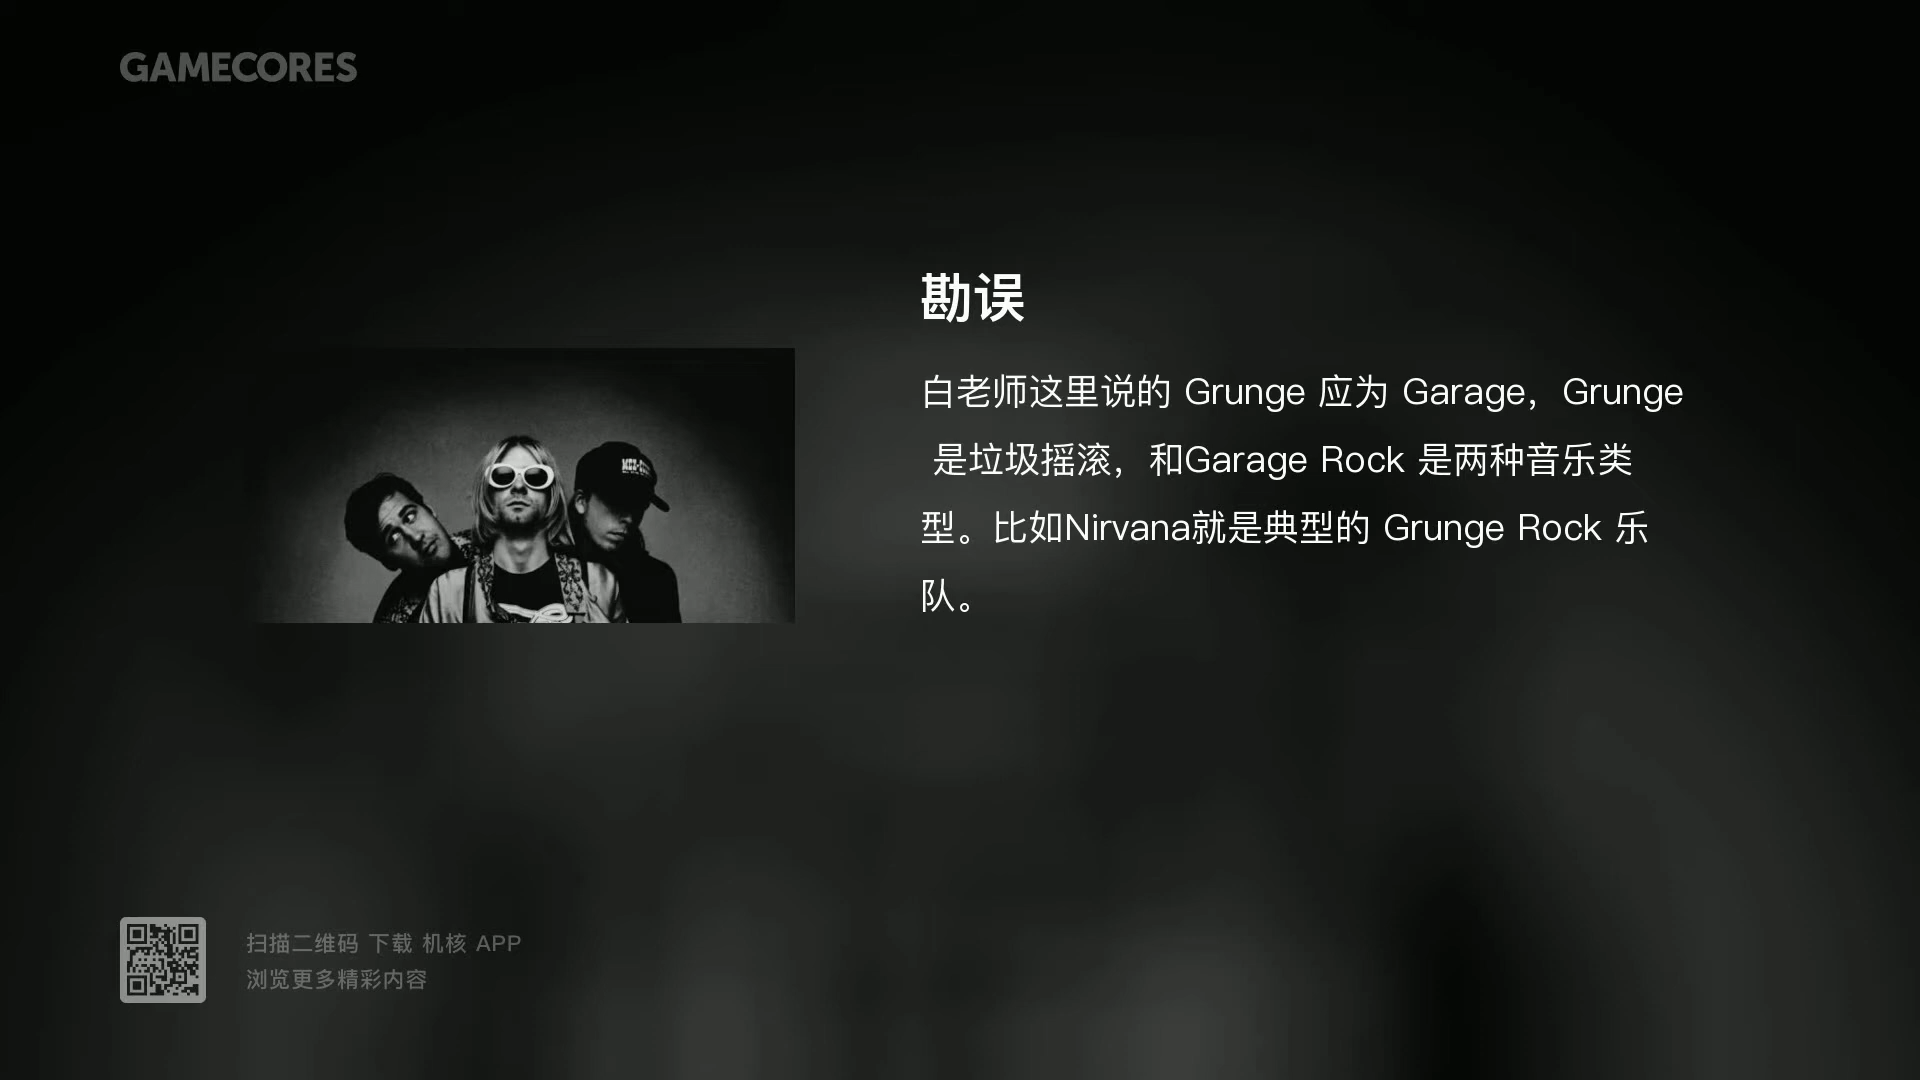 GAMECORES
勘误
白老师这里说的 Grunge 应为 Garage，Grunge
是垃圾摇滚，和Garage Rock 是两种音乐类
型。比如Nirvana就是典型的 Grunge Rock 乐
队。
扫描二维码 下载 机核 APP
浏览更多精彩内容